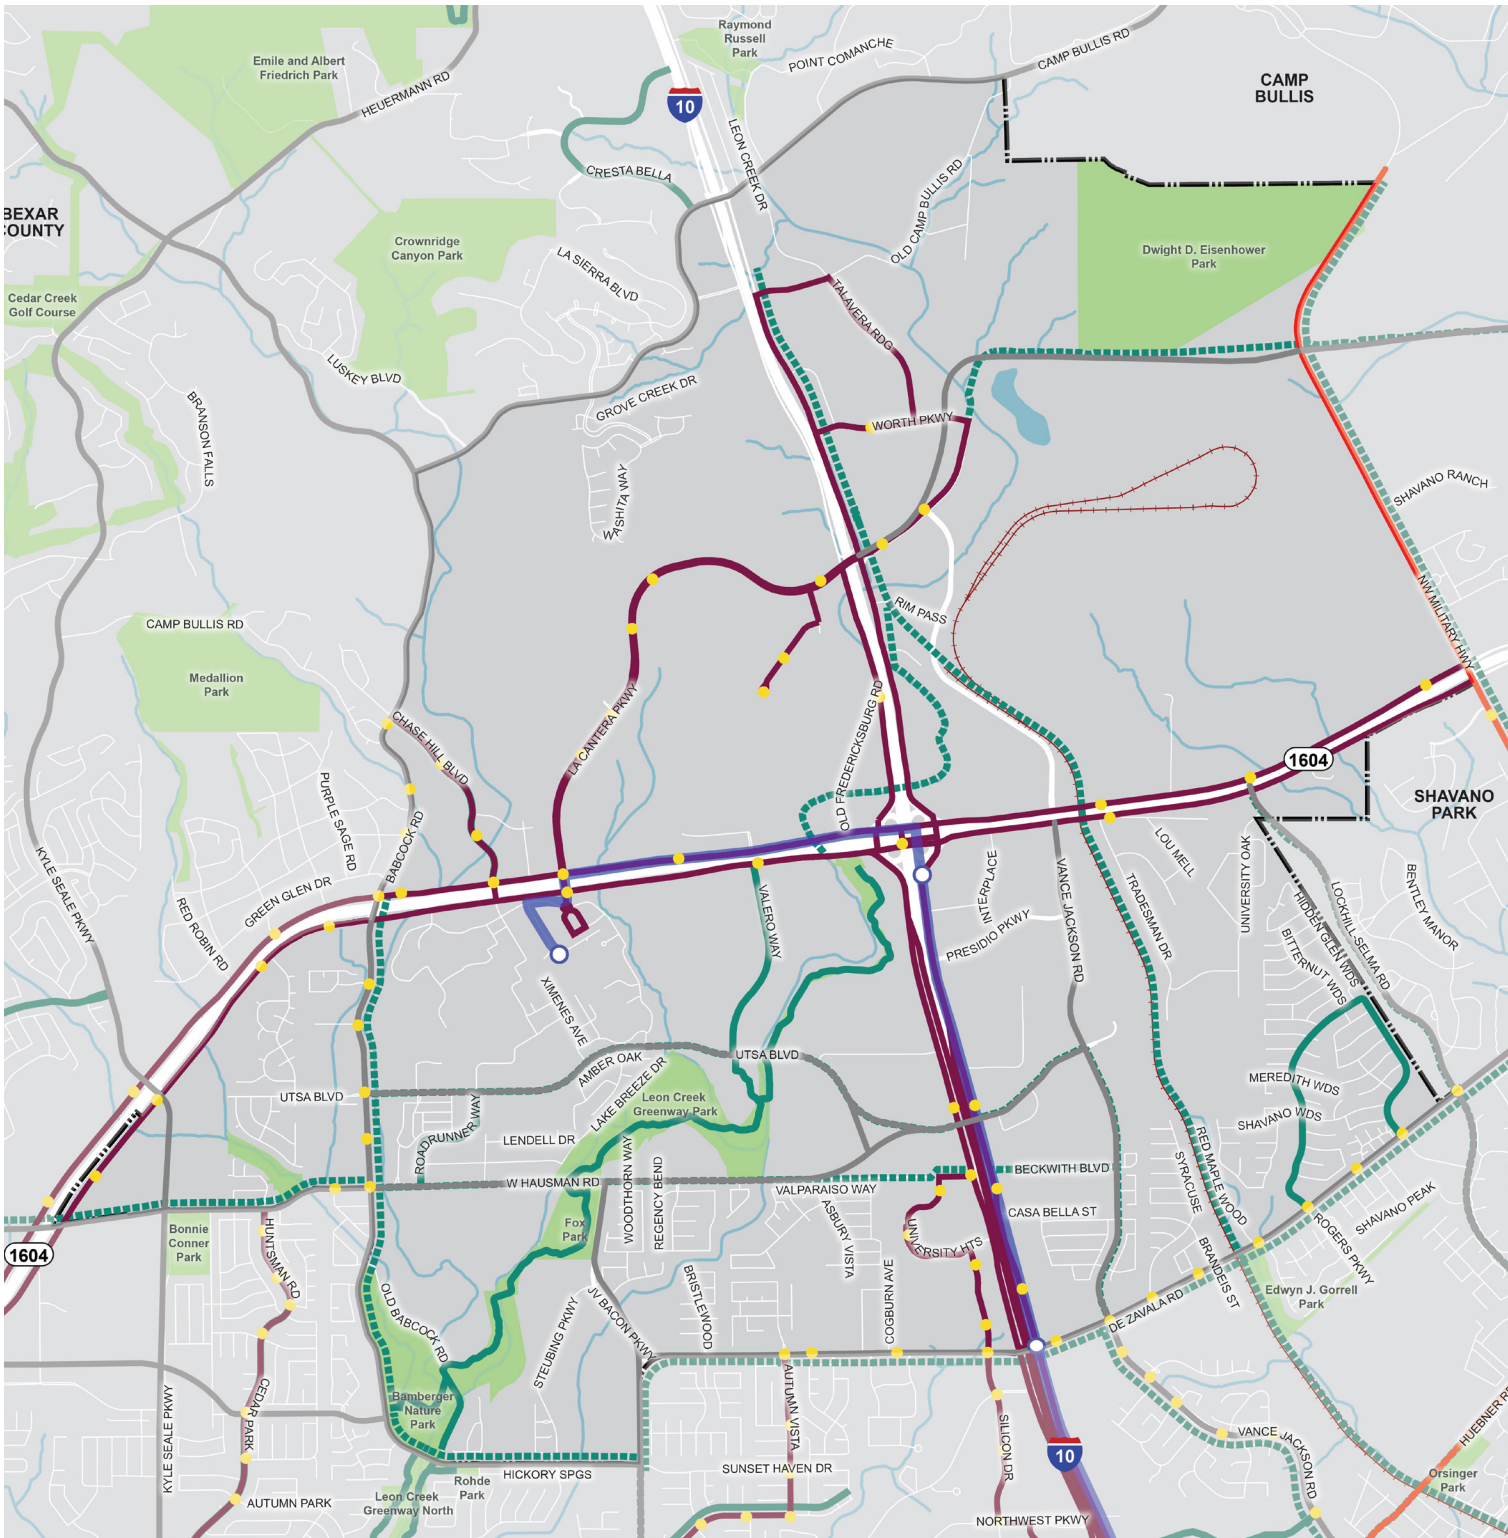 Raymond
Russell
Park
POINT COMANCHE
CAMP BULLIS RD
Emile and Albert
Friedrich Park
HEUERMANN RD
10
CAMP
BULLIS
LEON CREEK DR
CRESTA BELLA
OLD CAMP BULLIS RD
BEXAR
COUNTY
Crownridge
Canyon Park
LA SIERRA BLVD
Dwight D. Eisenhower
Park
Cedar Creek
Golf Course
TALAVERA RDG
LUSKEY BLVD
GROVE CREEK DR
BRANSON FALLS
WORTH PKWY
WASHITA WAY
SHAVANO RANCH
NW MILITARY HWY
RIM PASS
CAMP BULLIS RD
Medallion
Park
OLD FREDERICKSBURG RD
LA CANTERA PKWY
CHASE HILL BLVD
1604
SHAVANO
PARK
PURPLE SAGE RD
BABCOCK RD
LOU MELL
UNIVERSITY OAK
KYLE SEALE PKWY
GREEN GLEN DR
RED ROBIN RD
VALERO WAY
INTERPLACE
PRESIDIO PKWY
VANCE JACKSON RD
TRADESMAN DR
LOCKHILL-SELMA RD
BENTLEY MANOR
HIDDEN GLEN WDS
BITTERNUT WDS
XIMENES AVE
AMBER OAK
UTSA BLVD
LAKE BREEZE DR
MEREDITH WDS
UTSA BLVD
Leon Creek
Greenway Park
ROADRUNNER WAY
LENDELL DR
SHAVANO WDS
W HAUSMAN RD
WOODTHORN WAY
REGENCY BEND
BECKWITH BLVD
VALPARAISO WAY
RED MAPLE WOOD
SYRACUSE
SHAVANO PEAK
ROGERS PKWY
CASA BELLA ST
ASBURY VISTA
UNIVERSITY HTS
Fox
Park
Bonnie
Conner
Park
HUNTSMAN RD
1604
BRANDEIS ST
BRISTLEWOOD
COGBURN AVE
DE ZAVALA RD
Edwyn J. Gorrell
Park
OLD BABCOCK RD
STEUBING PKWY
JV BACON PKWY
KYLE SEALE PKWY
CEDAR PARK
Bamberger
Nature
Park
AUTUMN VISTA
SILICON DR
10
VANCE JACKSON RD
HUEBNER R
HICKORY SPGS
SUNSET HAVEN DR
Rohde
Park
Orsinger
Park
AUTUMN PARK
Leon Creek
Greenway North
NORTHWEST PKWY